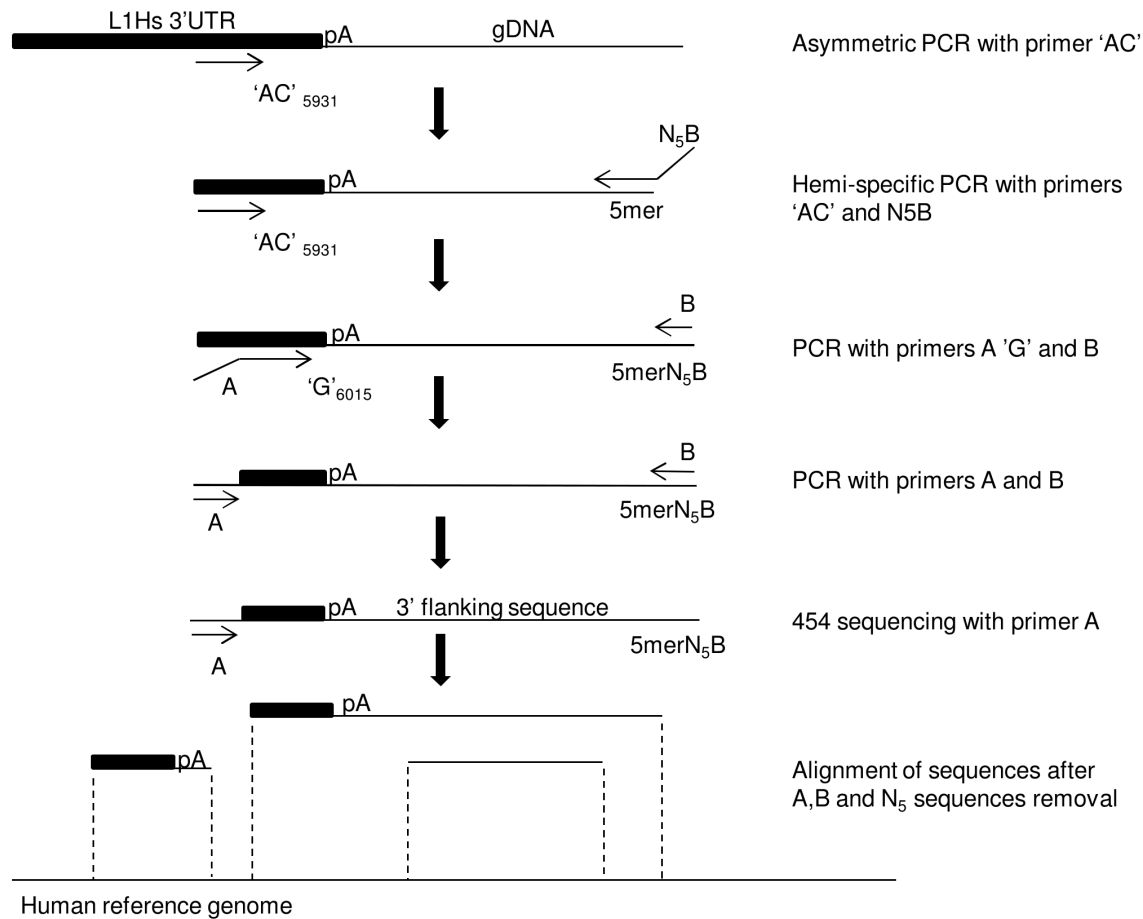 L1Hs 3’UTR
pA
gDNA
Asymmetric PCR with primer ‘AC’
‘AC’ 5931
N5B
pA
5mer
Hemi-specific PCR with primers
‘AC’ and N5B
‘AC’ 5931
B
pA
PCR with primers A ’G’ and B
5merN5B
A
‘G’6015
B
pA
PCR with primers A and B
5merN5B
A
pA
3’ flanking sequence
454 sequencing with primer A
5merN5B
A
pA
pA
Alignment of sequences after
A,B and N5 sequences removal
Human reference genome